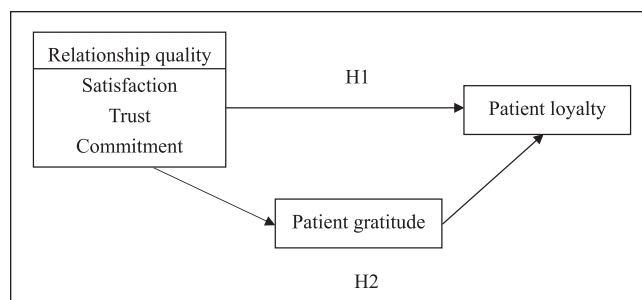 Relationship quality
Satisfaction
Trust
Commitment
H1
Patient loyalty
Patient gratitude
H2